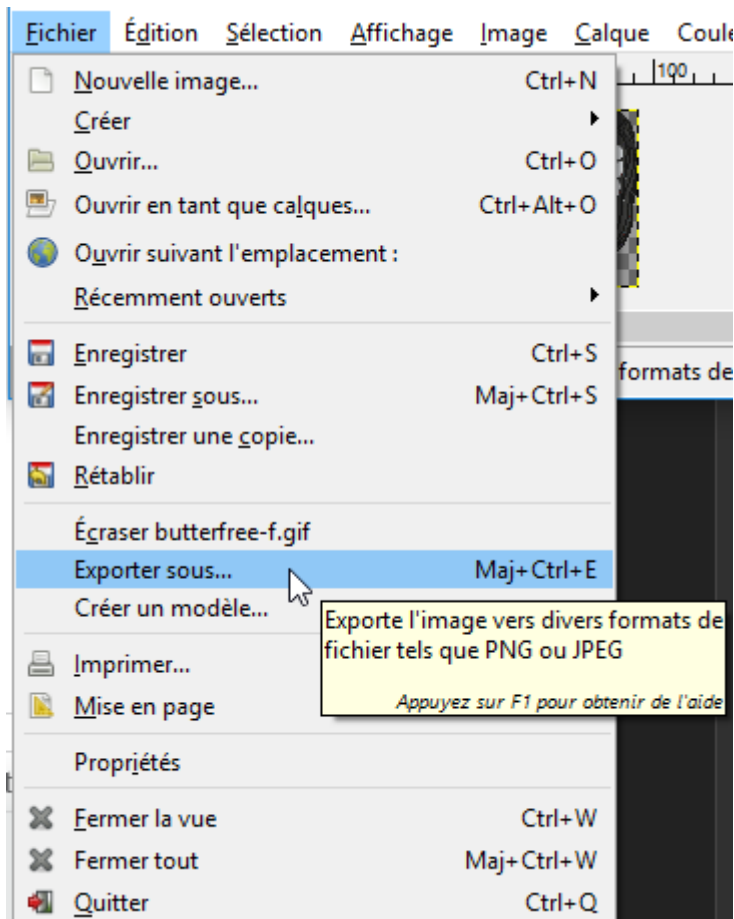 Fichier Édition Sélection Affichage Image Calque Coule
100
Nouvelle image... Ctrl+N
Créer
Ouvrir... Ctrl+O
Ouvrir en tant que calques... Ctrl+Alt+O
Ouvrir suivant l'emplacement :
Récemment ouverts
Enregistrer Ctrl+S
formats de
Enregistrer sous... Maj+Ctrl+S
Enregistrer une copie...
Rétablir
Écraser butterfree-f.gif
Exporter sous... Maj+Ctrl+E
Créer un modèle...
Exporte l'image vers divers formats de
fichier tels que PNG ou JPEG
Appuyez sur F1 pour obtenir de l'aide
Imprimer...
Mise en page
Propriétés
Fermer la vue Ctrl+W
Fermer tout Maj+Ctrl+W
Quitter Ctrl+Q